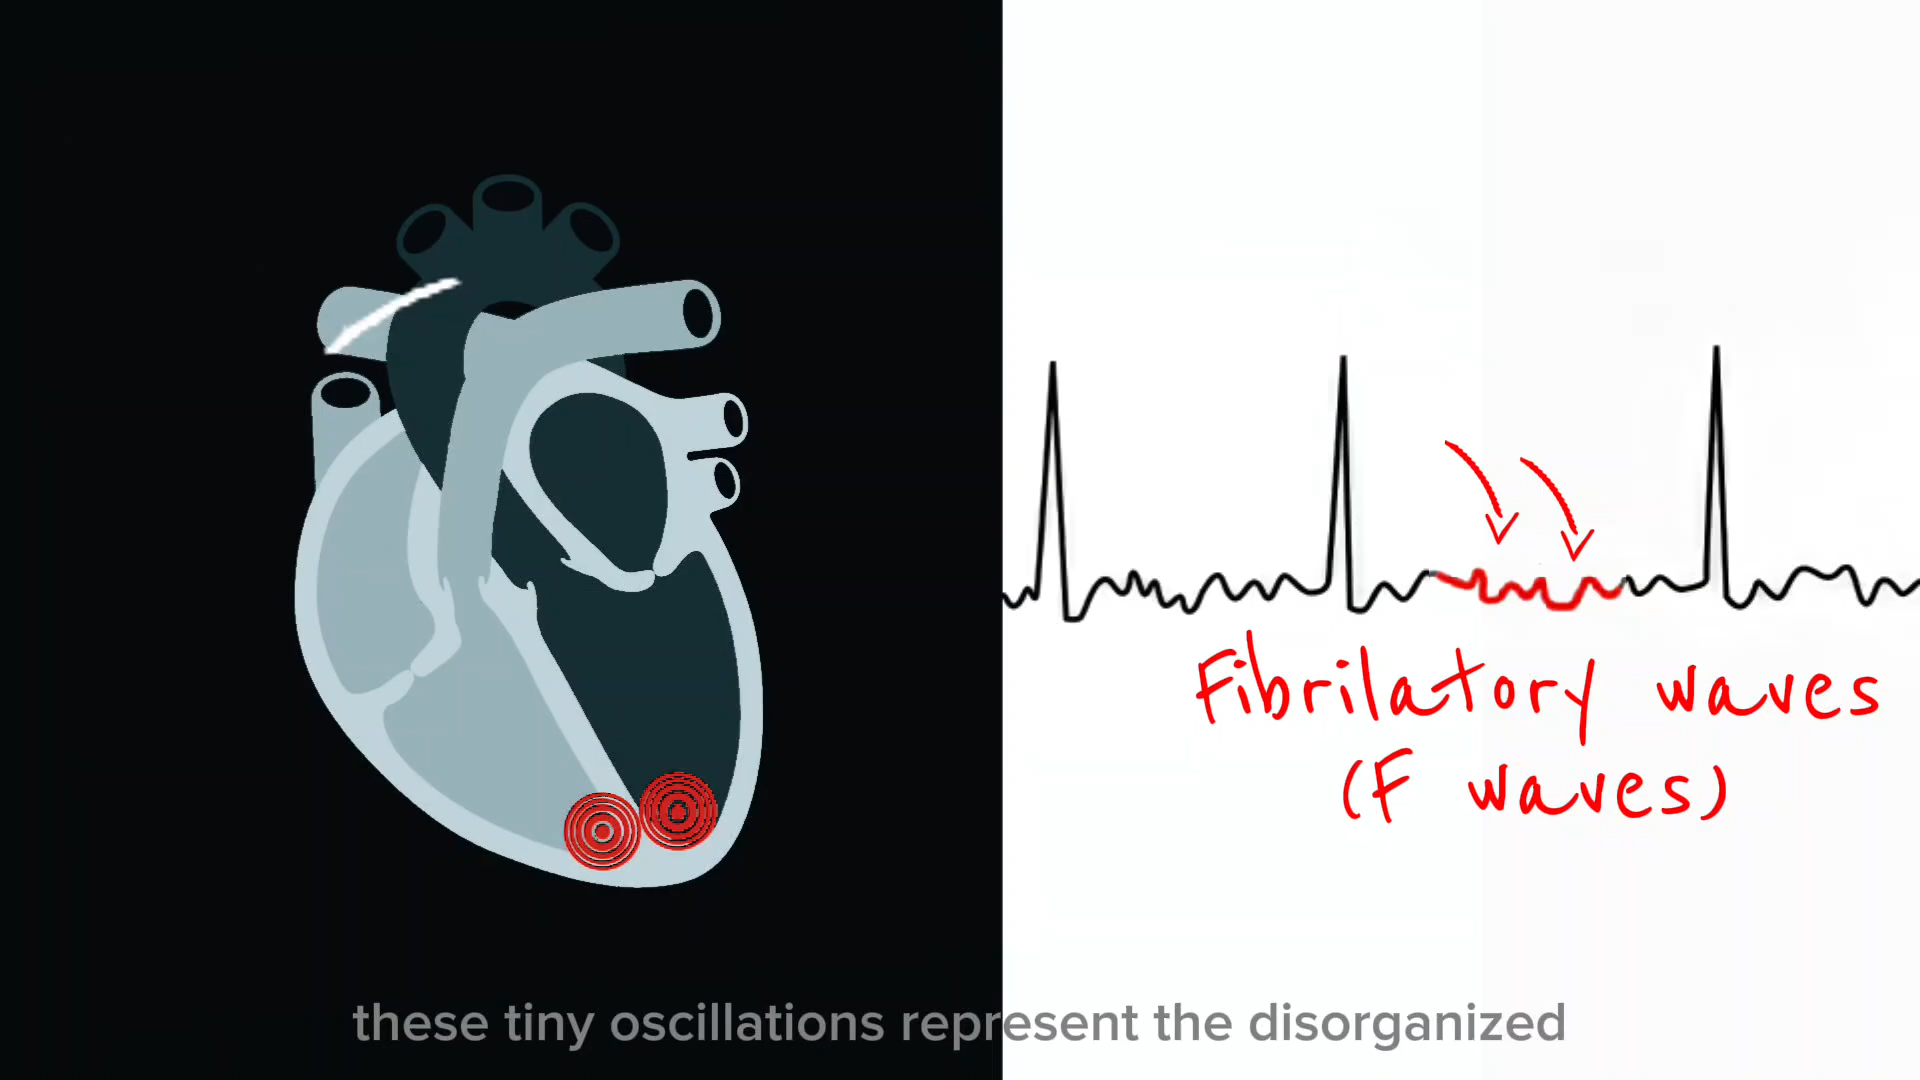 Fibrilatory waves
(F waves)
these tiny oscillations represent the disorganized